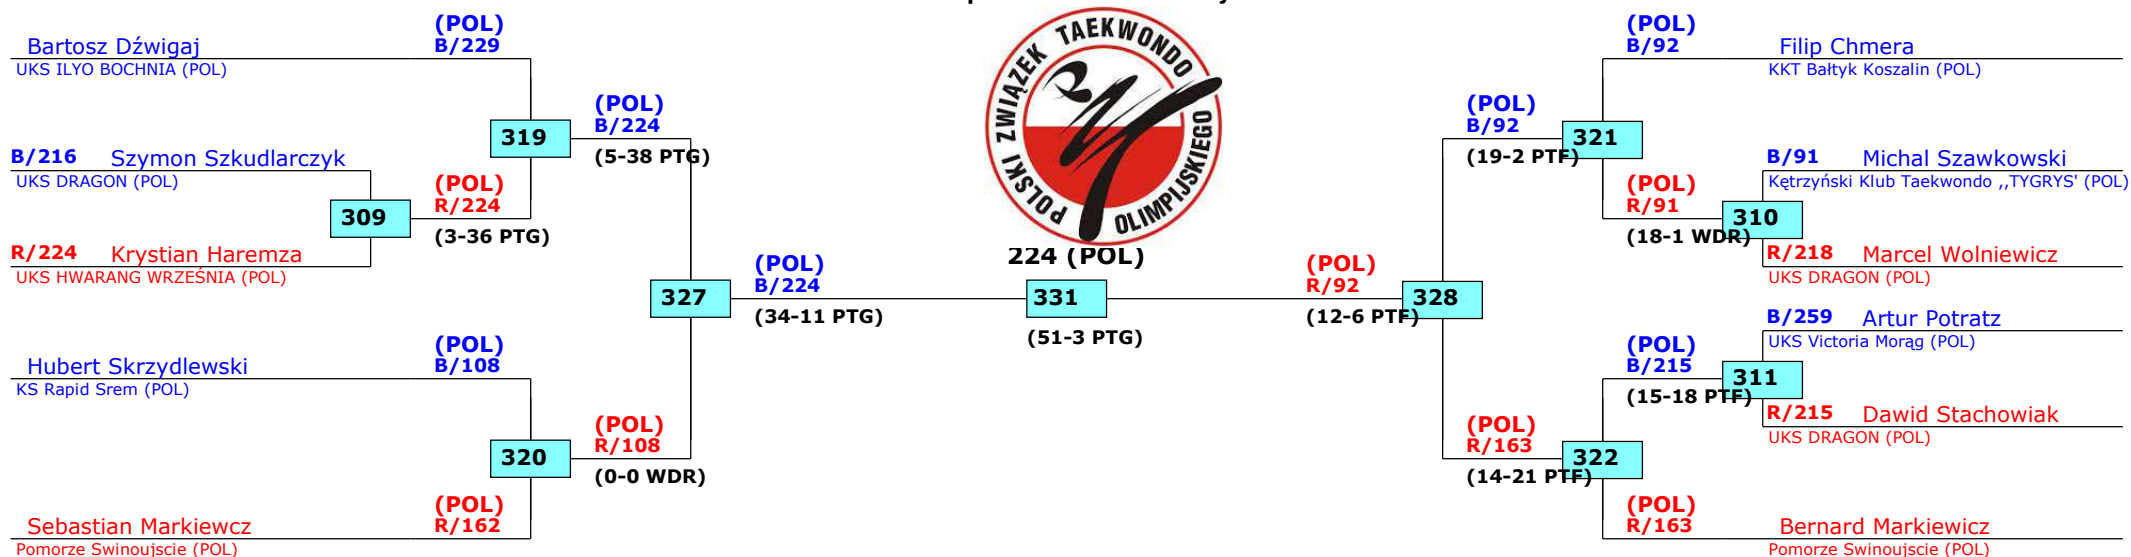 (POL)
B/229
Bartosz Dźwigaj
UKS ILYO BOCHNIA (POL)
319
(POL)
B/224
(5-38 PTG)
B/216 Szymon Szkudlarczyk
UKS DRAGON (POL)
309
(POL)
R/224
(3-36 PTG)
R/224 Krystian Haremza
UKS HWARANG WRZEŚNIA (POL)
327
(POL)
B/224
(34-11 PTG)
(POL)
B/108
Hubert Skrzydlewski
KS Rapid Srem (POL)
320
(POL)
R/108
(0-0 WDR)
(POL)
R/162
Sebastian Markiewcz
Pomorze Swinoujscie (POL)
POLSKI ZWIĄZEK TAEKWONDO OLIMPIJSKIEGO
224 (POL)
331
(51-3 PTG)
(POL)
R/92
(12-6 PTF)
328
(POL)
B/92
(19-2 PTF)
321
(POL)
B/92
Filip Chmera
KKT Bałtyk Koszalin (POL)
(POL)
R/91
(18-1 WDR)
310
B/91 Michal Szawkowski
Kętrzyński Klub Taekwondo ,,TYGRYS' (POL)
R/218 Marcel Wolniewicz
UKS DRAGON (POL)
(POL)
R/163
(14-21 PTF)
322
(POL)
B/215
(15-18 PTF)
311
B/259 Artur Potratz
UKS Victoria Morąg (POL)
R/215 Dawid Stachowiak
UKS DRAGON (POL)
(POL)
R/163
Bernard Markiewicz
Pomorze Swinoujscie (POL)